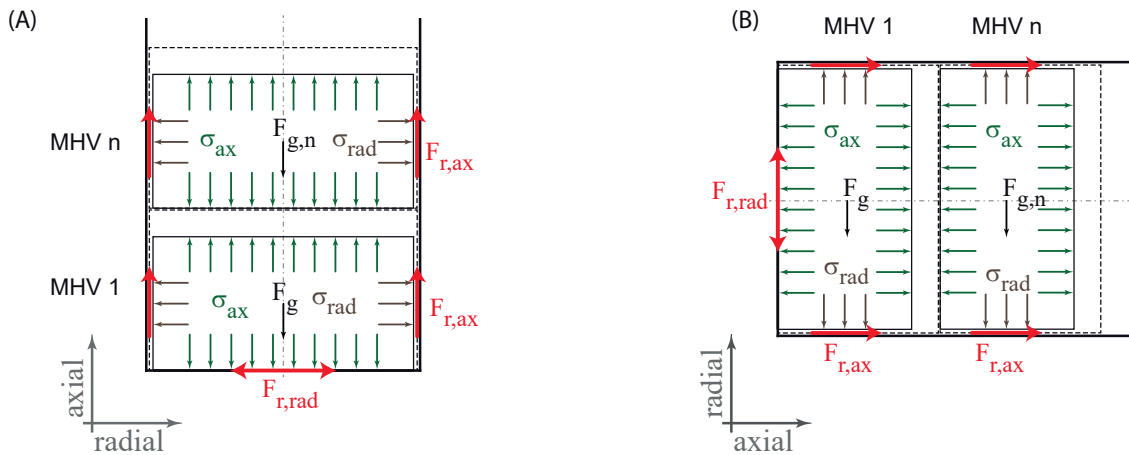 (A)
MHV n
σax
Fg,n
σrad
Fr,ax
MHV 1
σax
Fg
σrad
Fr,ax
Fr,rad
axial
radial
(B)
MHV 1
MHV n
σax
σax
Fr,rad
Fg
Fg,n
σrad
σrad
Fr,ax
Fr,ax
radial
axial